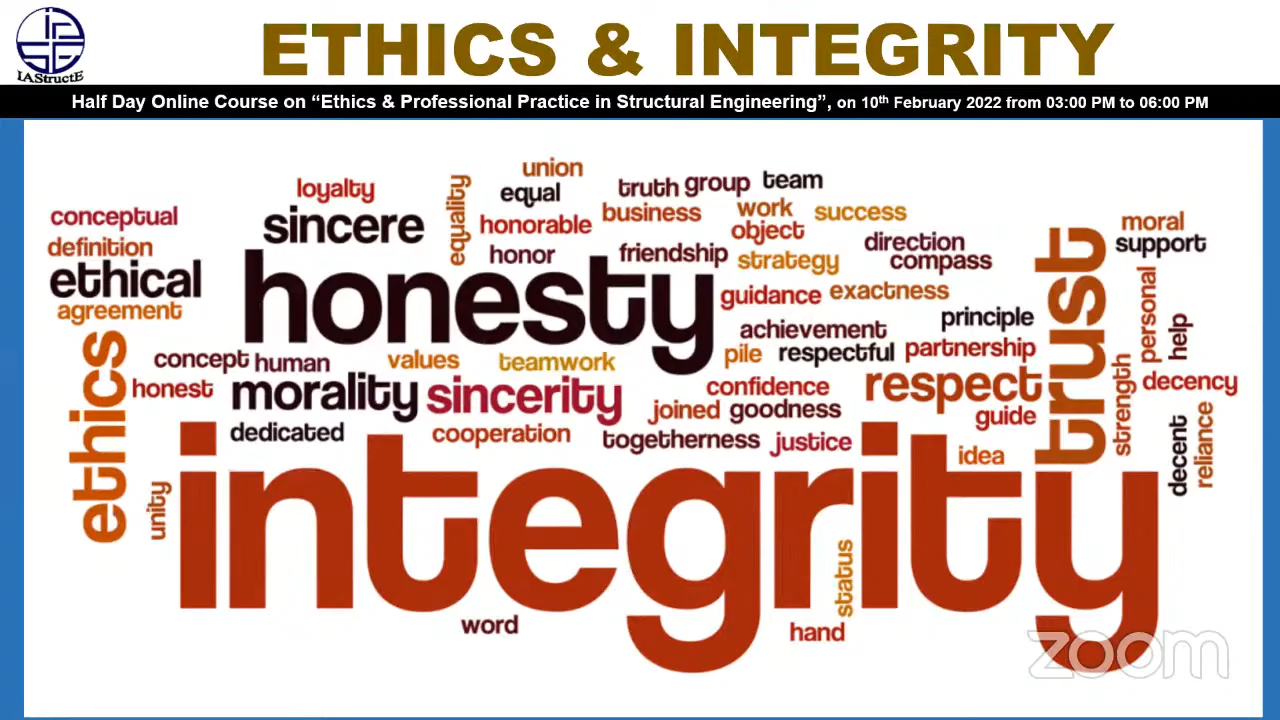 IAStructE
ETHICS & INTEGRITY
Half Day Online Course on “Ethics & Professional Practice in Structural Engineering”, on 10th February 2022 from 03:00 PM to 06:00 PM
union
loyalty
equality
equal
truth
group
team
conceptual
sincere
honorable
business
work
success
moral
object
definition
honor
friendship
strategy
direction
support
compass
ethical
honesty
guidance
exactness
trust
personal
agreement
achievement
principle
help
ethics
concept
human
values
teamwork
pile
respectful
partnership
honest
morality
sincerity
confidence
respect
strength
decency
joined
goodness
guide
dedicated
cooperation
togetherness
justice
idea
decent
reliance
unity
integrity
status
word
hand
zoom